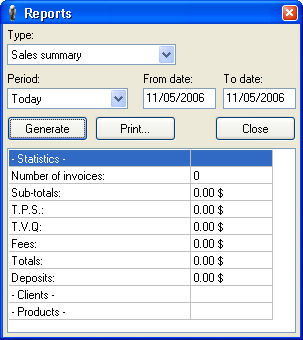 Reports
Type:
Sales summary
Period: From date: To date:
Today 11/05/2006 11/05/2006
Generate Print... Close
- Statistics -
Number of invoices: 0
Sub-totals: 0.00 $
T.P.S.: 0.00 $
T.V.Q: 0.00 $
Fees: 0.00 $
Totals: 0.00 $
Deposits: 0.00 $
- Clients -
- Products -